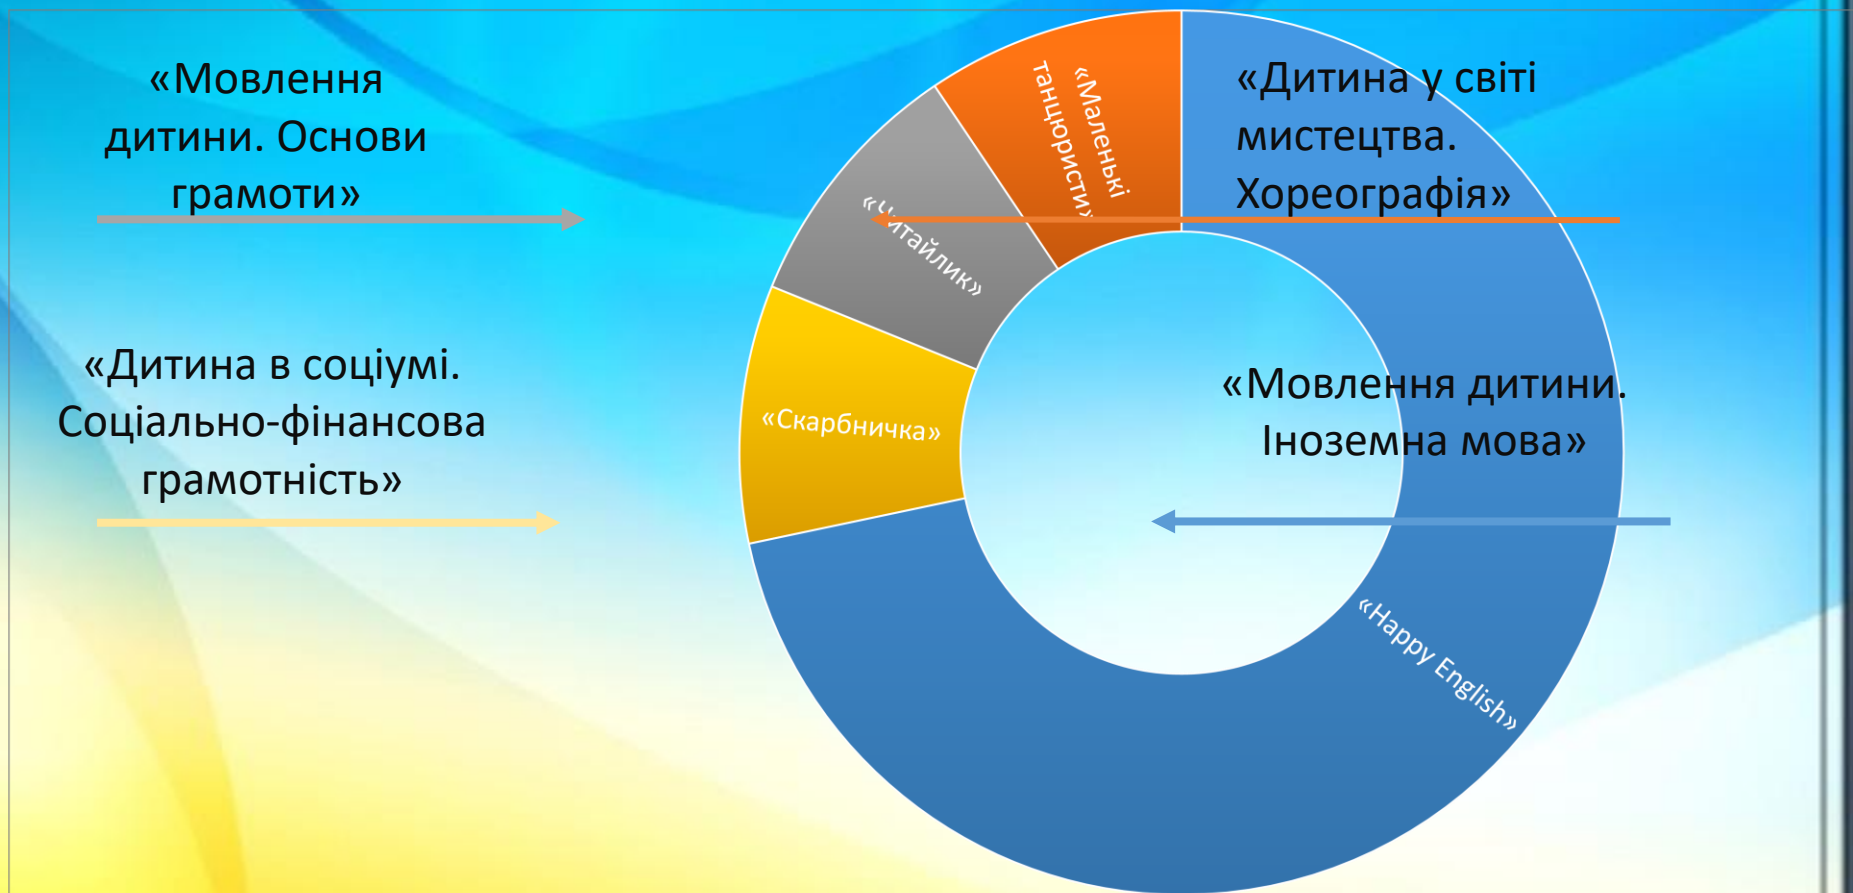 «Мовлення
дитини. Основи
грамоти»
«Дитина в соціумі.
Соціально-фінансова
грамотність»
«Маленькі
танцюристи»
«Читайлик»
«Скарбничка»
«Happy English»
«Дитина у світі
мистецтва.
Хореографія»
«Мовлення дитини.
Іноземна мова»